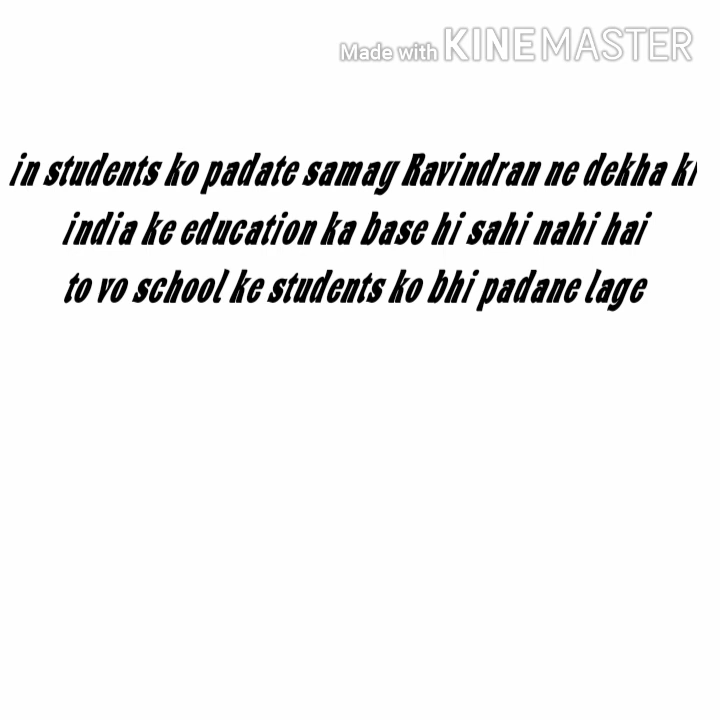 Made with KINEMASTER
in students ko padate samay Ravindran ne dekha ki
india ke education ka base hi sahi nahi hai
to vo school ke students ko bhi padane lage